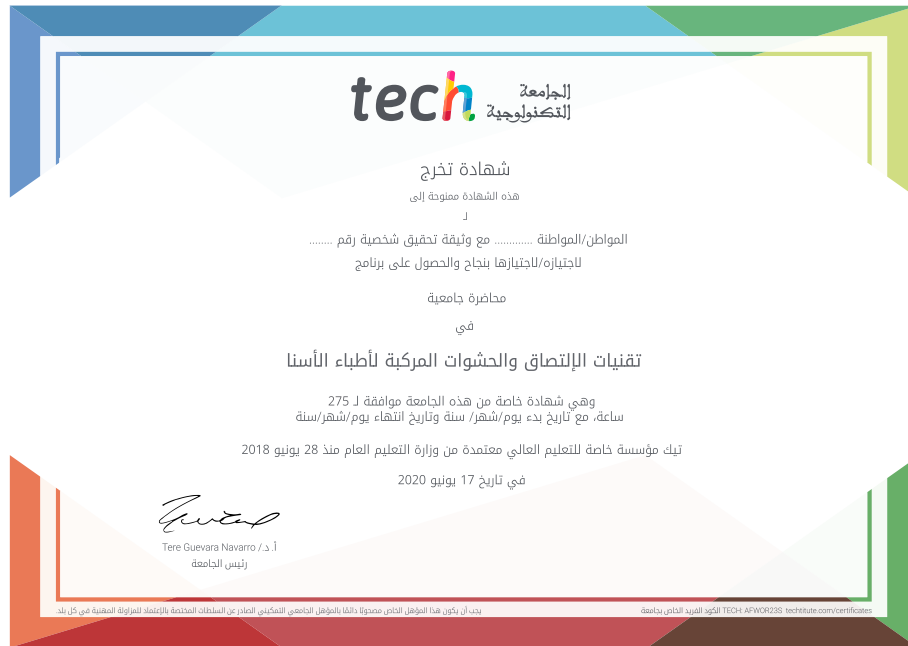 tech الجامعة
التكنولوجية
شهادة تخرج
هذه الشهادة ممنوحة إلى
لـ
المواطن/المواطنة ............. مع وثيقة تحقيق شخصية رقم ........
لاجتيازه/لاجتيازها بنجاح والحصول على برنامج
محاضرة جامعية
في
تقنيات الإلتصاق والحشوات المركبة لأطباء الأسنا
وهي شهادة خاصة من هذه الجامعة موافقة لـ 275
ساعة، مع تاريخ بدء يوم/شهر/ سنة وتاريخ انتهاء يوم/شهر/سنة
تيك مؤسسة خاصة للتعليم العالي معتمدة من وزارة التعليم العام منذ 28 يونيو 2018
في تاريخ 17 يونيو 2020
أ. د./ Tere Guevara Navarro
رئيس الجامعة
يجب أن يكون هذا المؤهل الخاص مصحوبًا دائمًا بالمؤهل الجامعي التمكيني الصادر عن السلطات المختصة بالإعتماد للمزاولة المهنية في كل بلد.
الكود الفريد الخاص بجامعة TECH: AFWOR23S techtitute.com/certificates